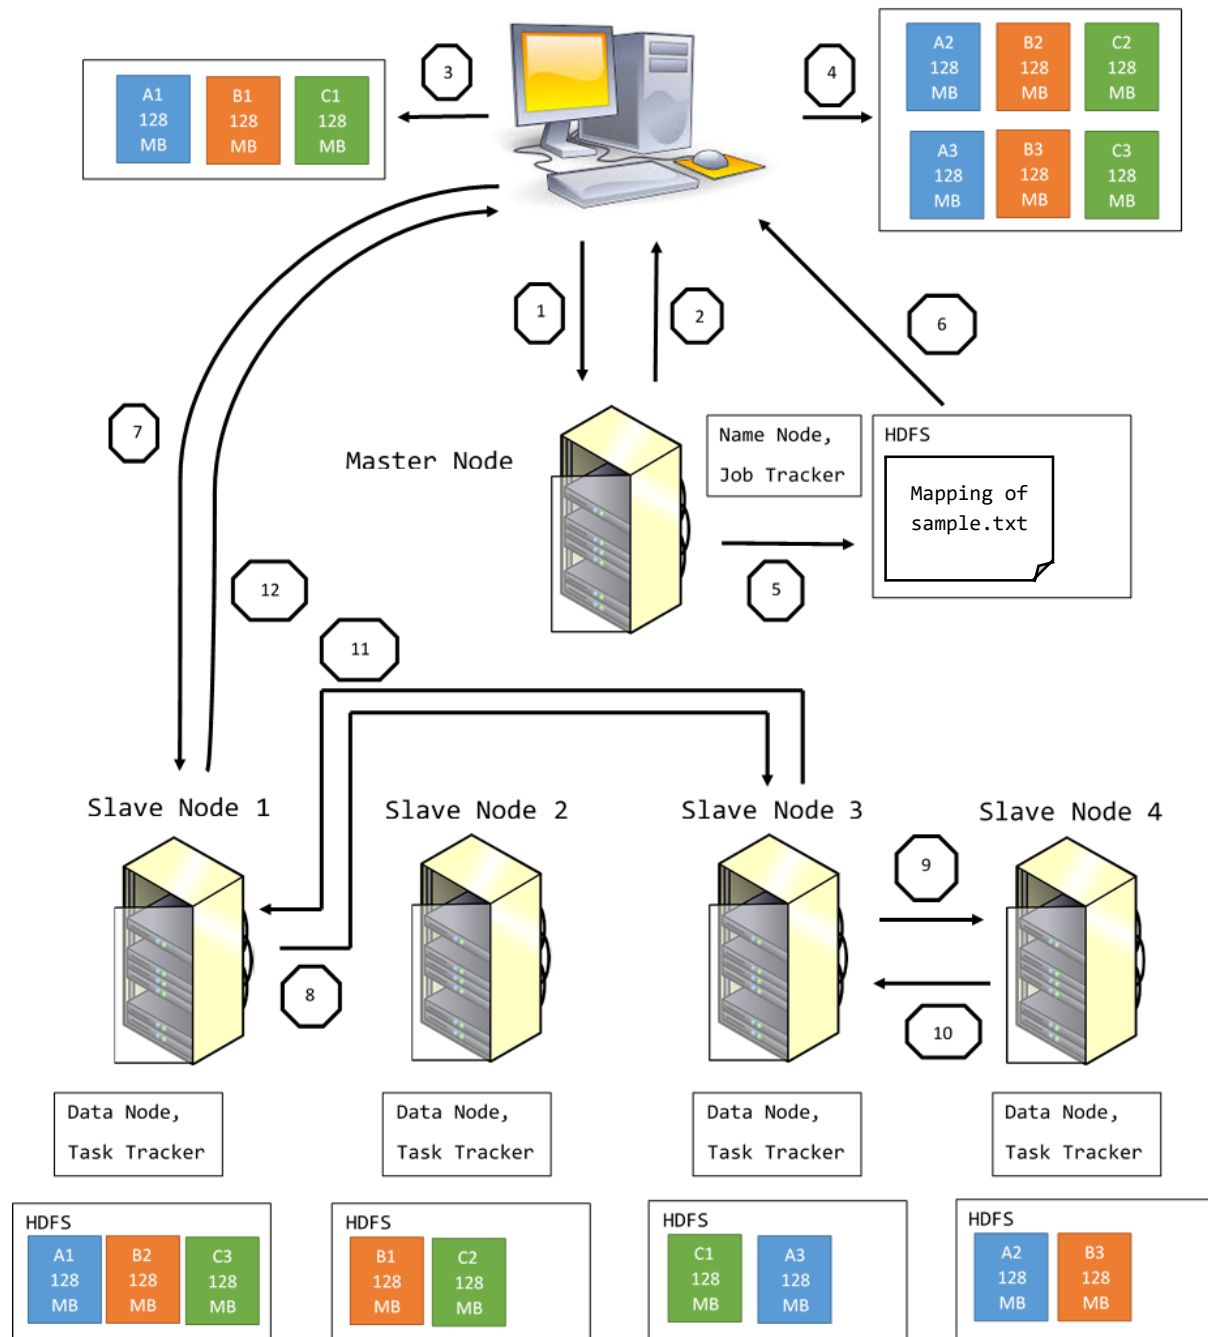 3
4
A1
128
MB
B1
128
MB
C1
128
MB
A2
128
MB
B2
128
MB
C2
128
MB
A3
128
MB
B3
128
MB
C3
128
MB
1
2
6
7
Master Node
Name Node,
Job Tracker
HDFS
Mapping of
sample.txt
5
12
11
Slave Node 1
Slave Node 2
Slave Node 3
Slave Node 4
9
8
10
Data Node,
Task Tracker
Data Node,
Task Tracker
Data Node,
Task Tracker
Data Node,
Task Tracker
HDFS
A1
128
MB
B2
128
MB
C3
128
MB
HDFS
B1
128
MB
C2
128
MB
HDFS
C1
128
MB
A3
128
MB
HDFS
A2
128
MB
B3
128
MB